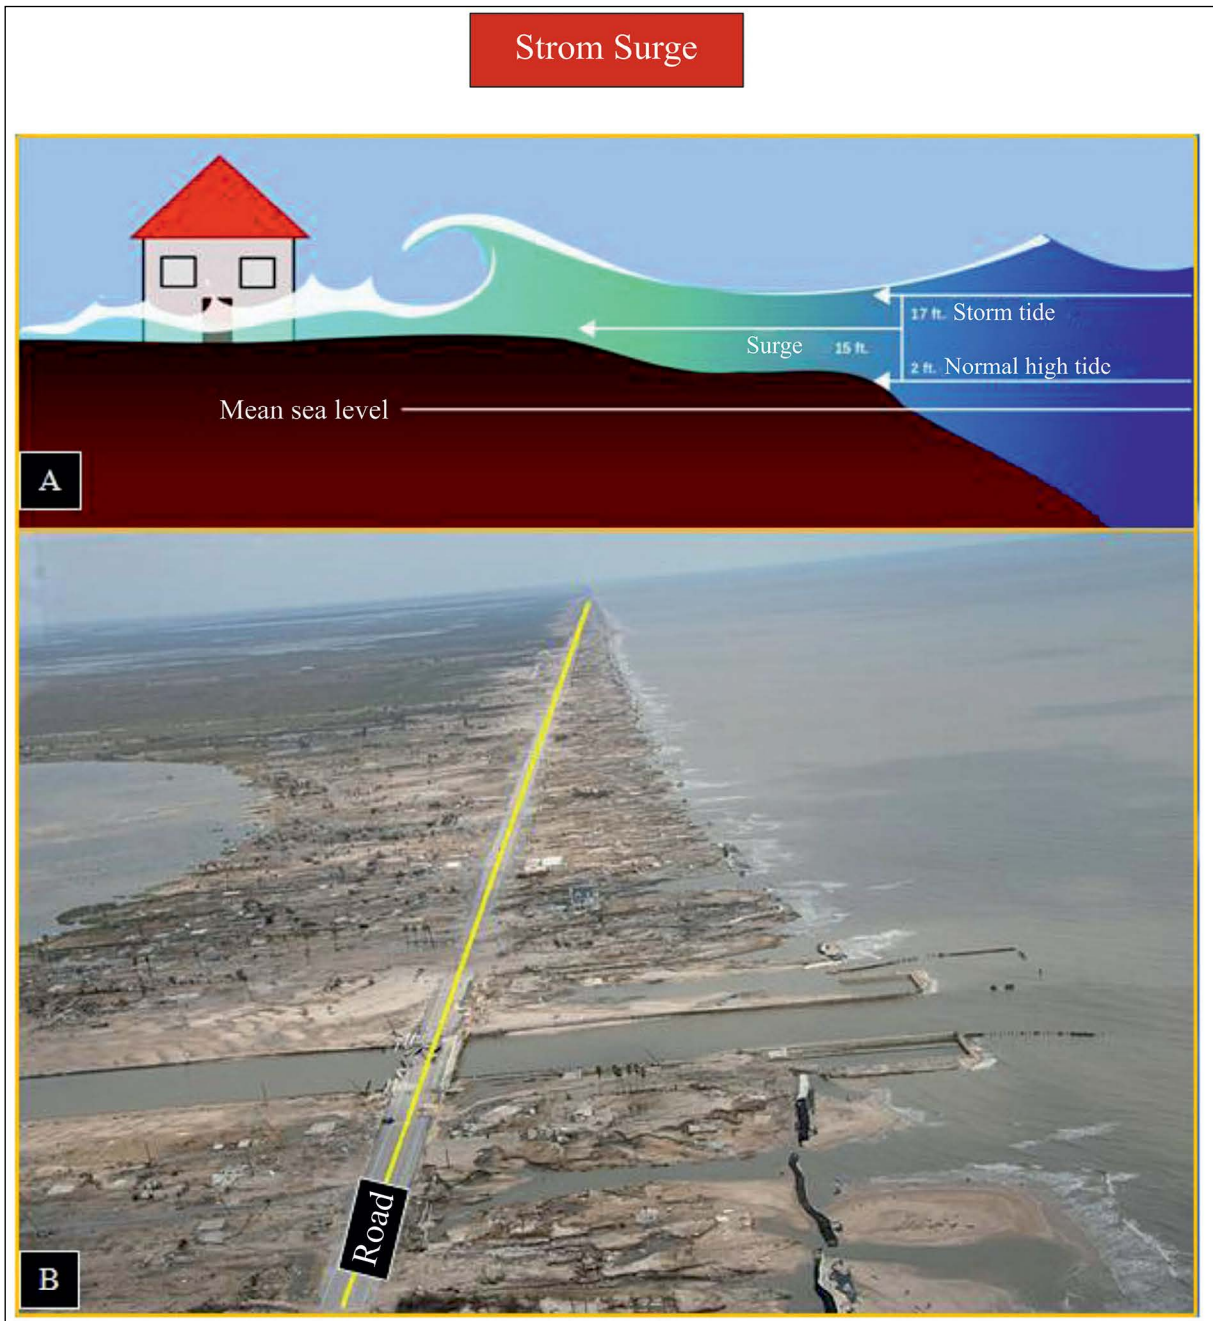 Strom Surge
17 ft. Storm tide
Surge 15 ft.
2 ft. Normal high tide
Mean sea level
A
Road
B